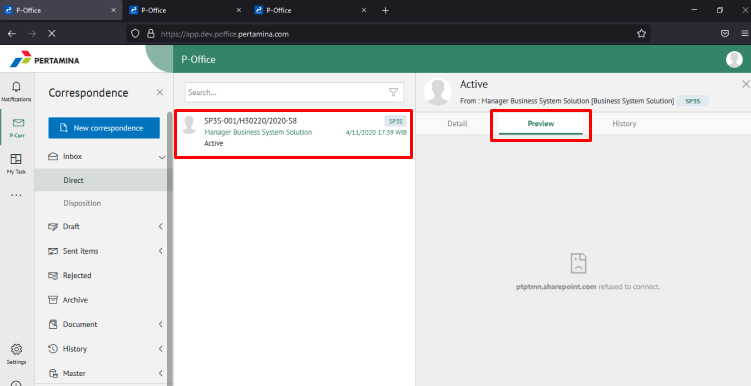 P-Office
P-Office
P-Office
https://app.dev.poffice.pertamina.com
PERTAMINA
P-Office
Notifications
P-Corr
My Task
Settings
Correspondence
New correspondence
Inbox
Direct
Disposition
Draft
Sent items
Rejected
Archive
Document
History
Master
Search...
SP3S-001/H30220/2020-S8
SP3S
Manager Business System Solution
4/11/2020 17:39 WIB
Active
Active
From : Manager Business System Solution [Business System Solution]
SP3S
Detail
Preview
History
ptptmn.sharepoint.com refused to connect.